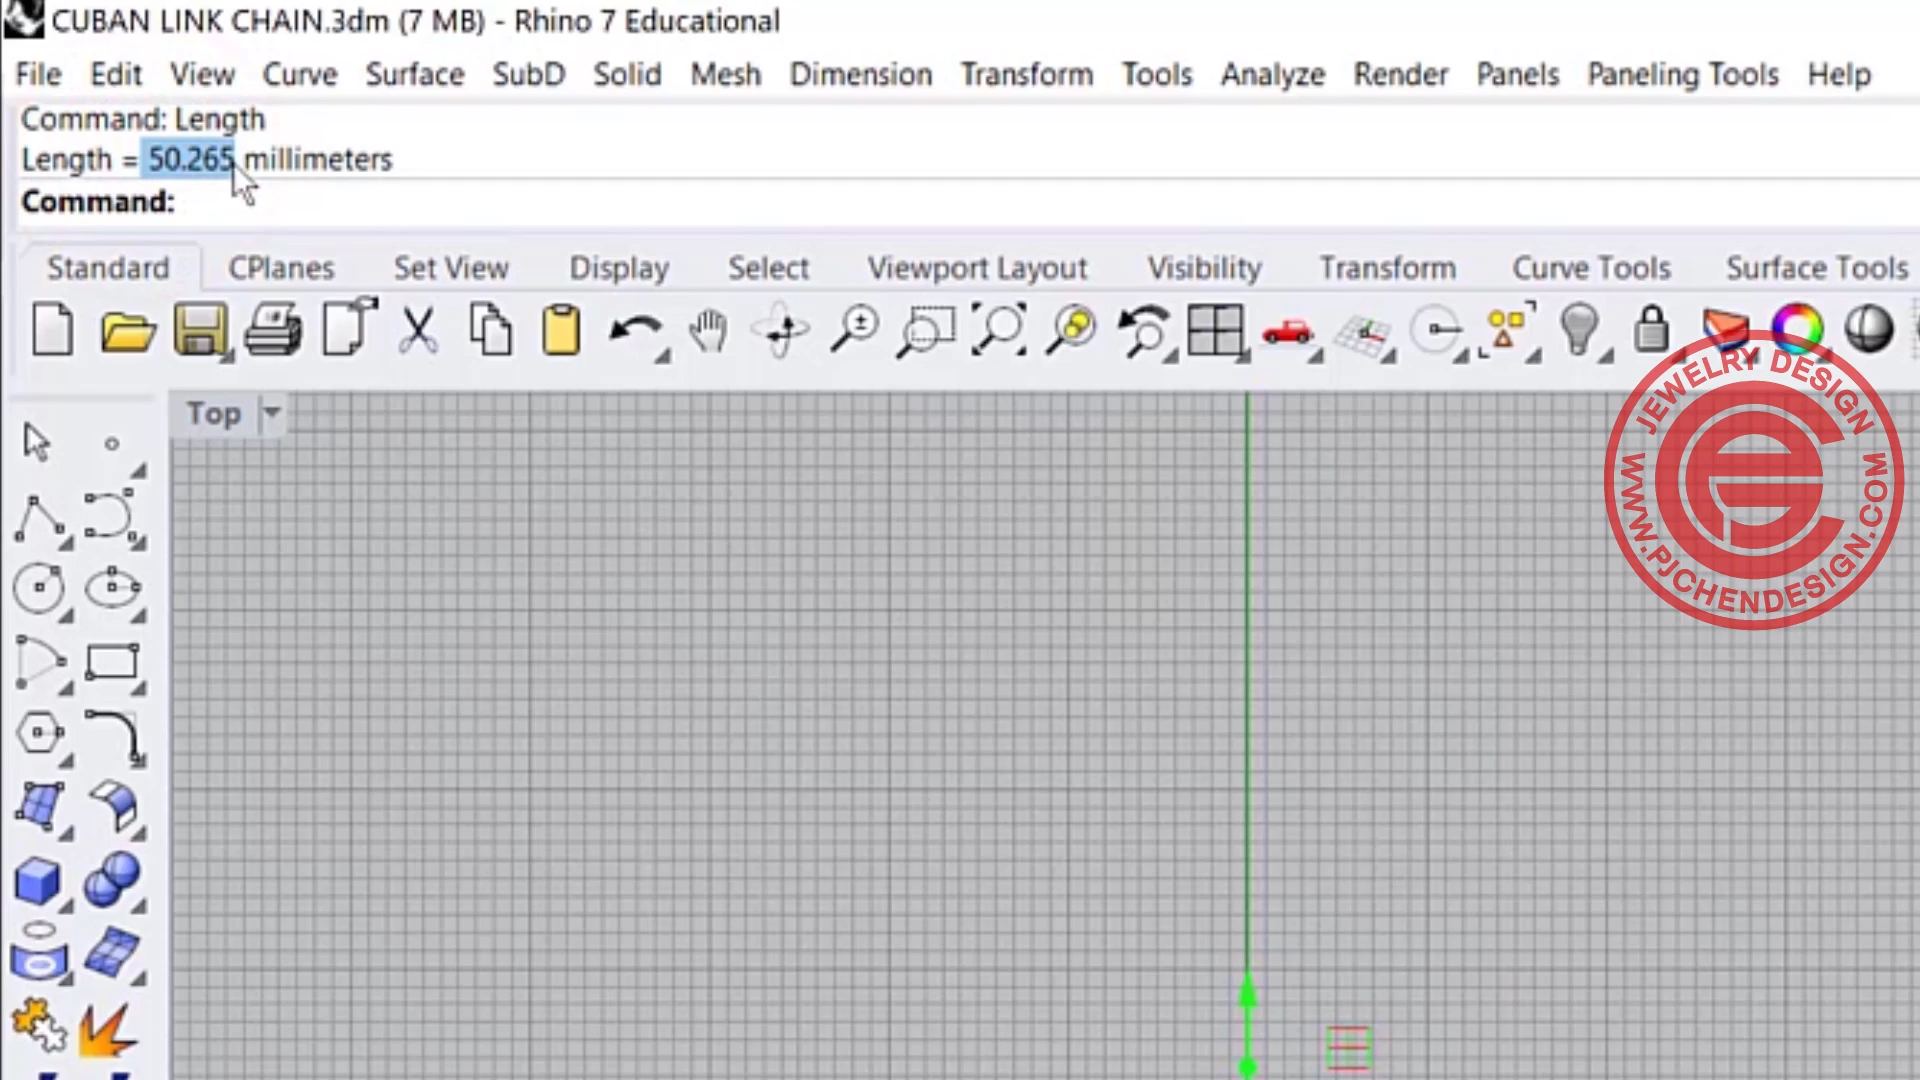 CUBAN LINK CHAIN.3dm (7 MB) - Rhino 7 Educational
File Edit View Curve Surface SubD Solid Mesh Dimension Transform Tools Analyze Render Panels Paneling Tools Help
Command: Length
Length = 50.265 millimeters
Command:
Standard CPlanes Set View Display Select Viewport Layout Visibility Transform Curve Tools Surface Tools
Top
JEWELRY DESIGN
WWW.PJCHENDESIGN.COM